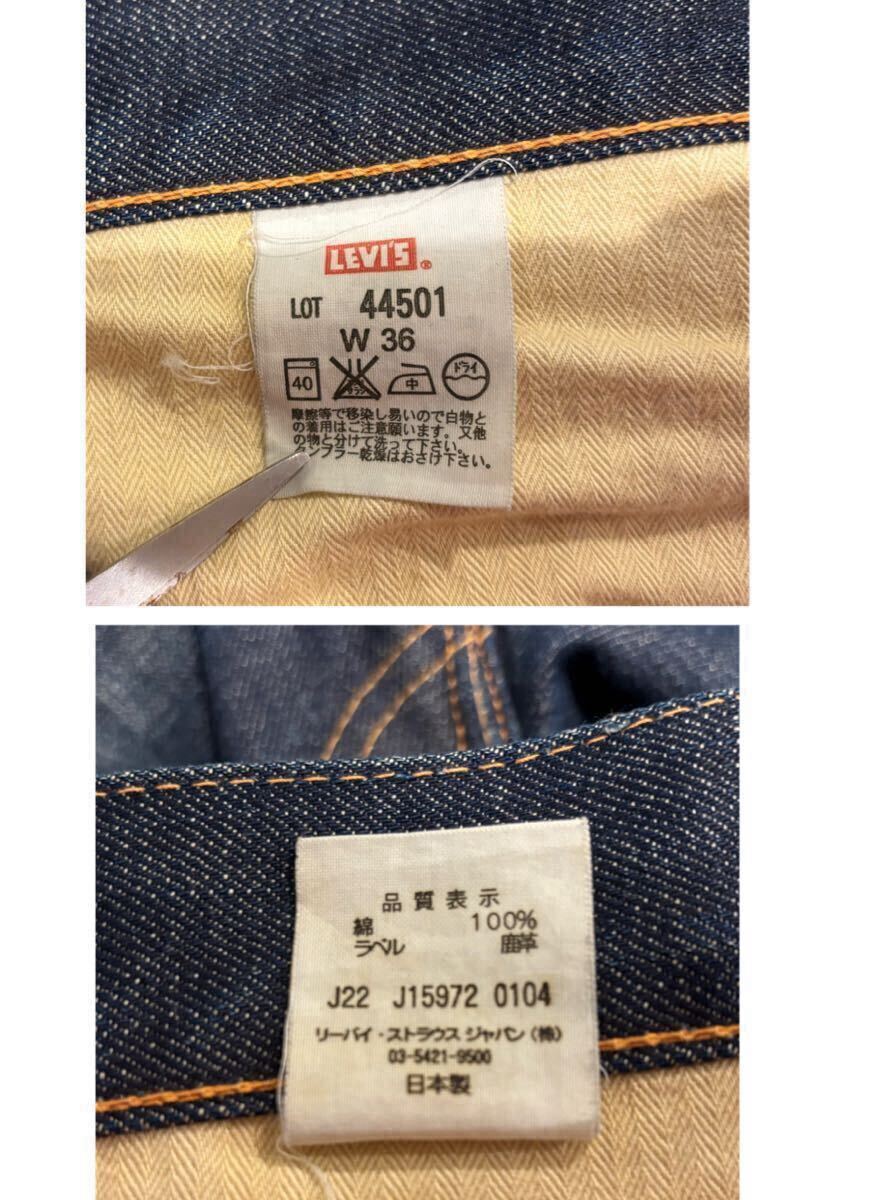 LEVI'S®
LOT 44501
W 36
40 中 ドライ
摩擦等で移染し易いので白物と
の着用はご注意願います。又他
の物と分けて洗って下さい。
タンブラー乾燥はおさけ下さい。
品質表示
綿 100%
ラベル 鹿革
J22 J15972 0104
リーバイ・ストラウス ジャパン(株)
03-5421-9500
日本製